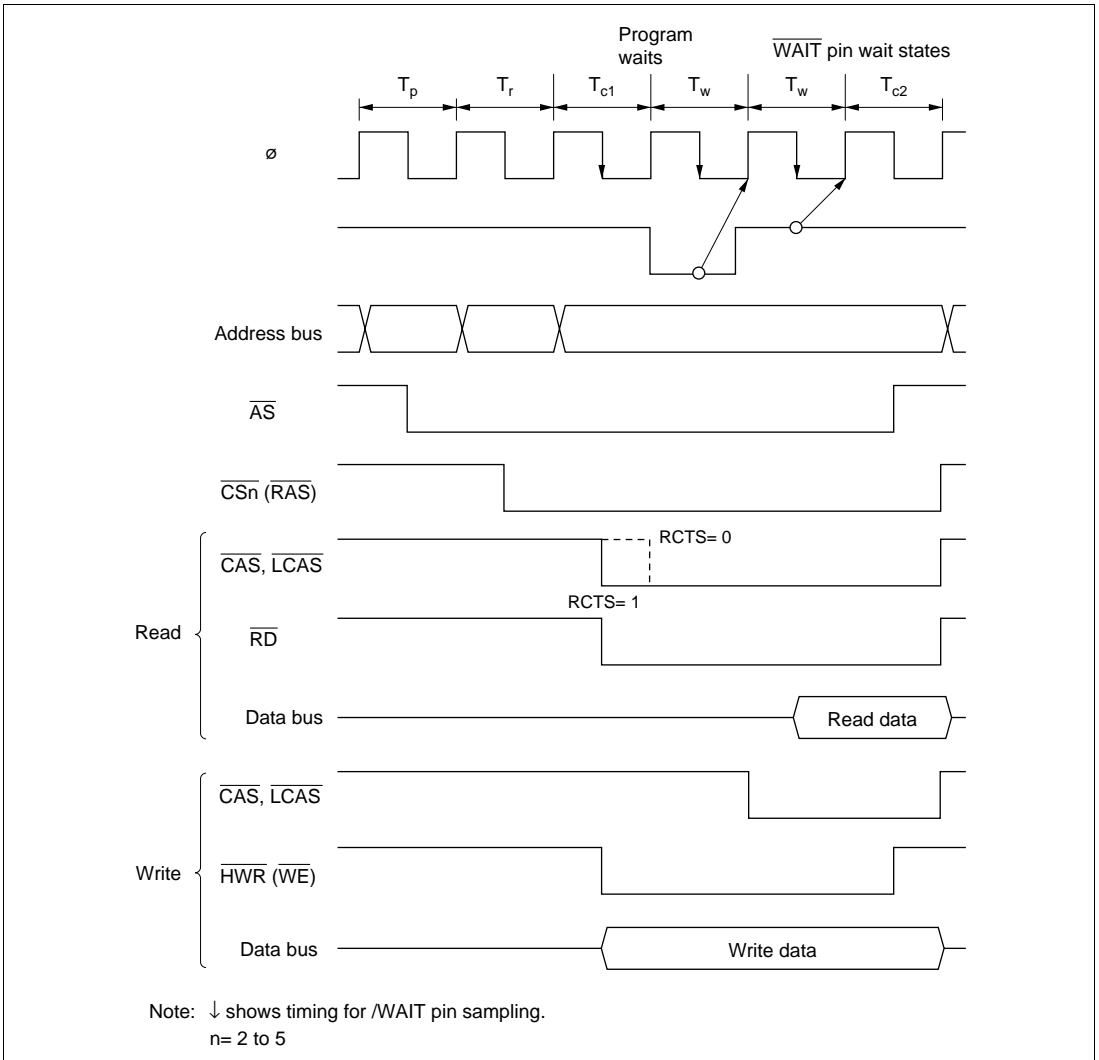 Program waits
WAIT pin wait states
Tp Tr Tc1 Tw Tw Tc2
ø
Address bus
AS
CSn (RAS)
Read
CAS, LCAS
RCTS= 0
RCTS= 1
RD
Data bus
Read data
Write
CAS, LCAS
HWR (WE)
Data bus
Write data
Note: ↓ shows timing for /WAIT pin sampling.
n= 2 to 5